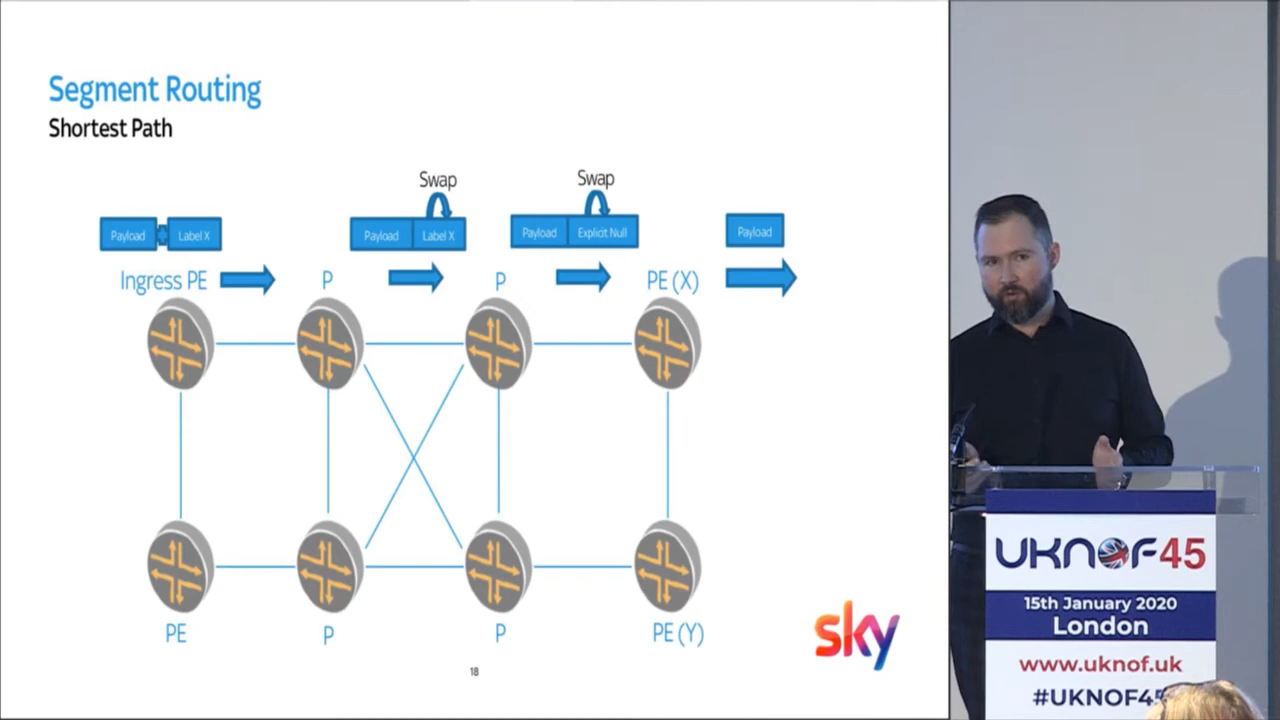 Segment Routing
Shortest Path
Swap
Swap
Payload
Label X
Payload
Label X
Payload
Explicit Null
Payload
Ingress PE
P
P
PE (X)
PE
P
P
PE (Y)
sky
18
UKNOF45
15th January 2020
London
www.uknof.uk
#UKNOF45